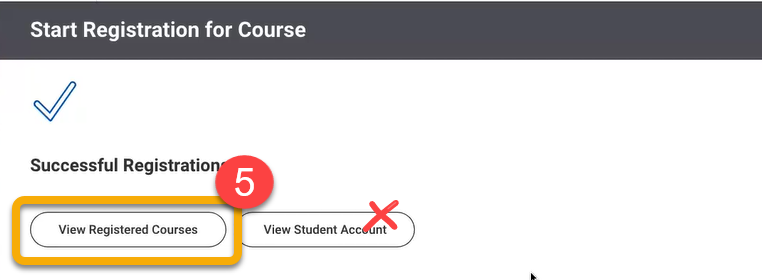 Start Registration for Course
Successful Registrations
5
View Registered Courses
View Student Account